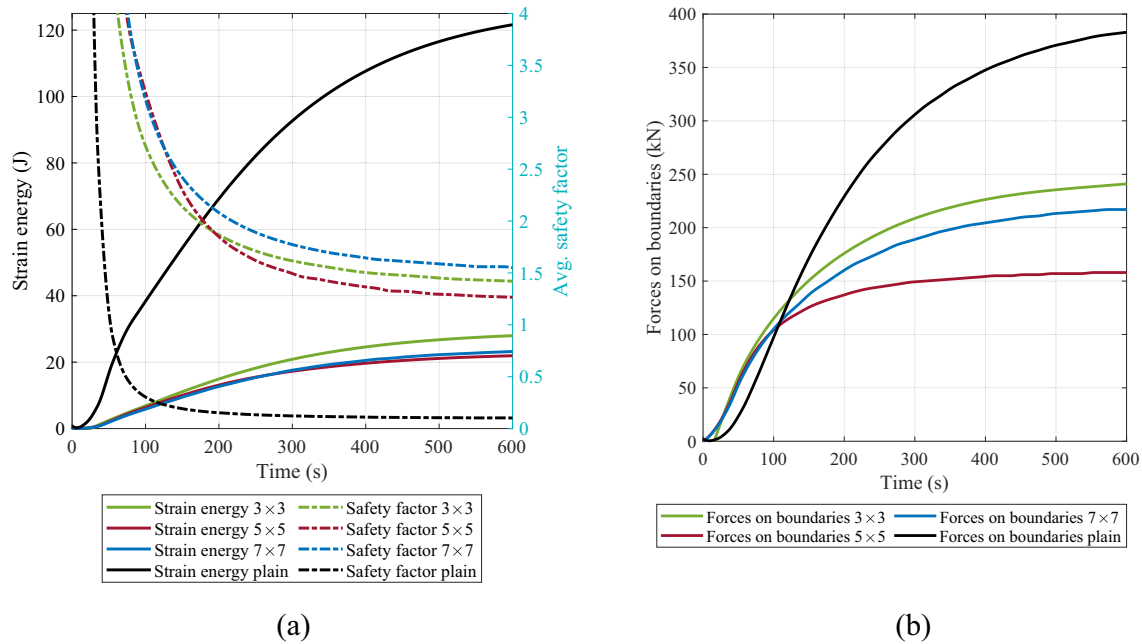 120
100
80
60
40
20
0
Strain energy (J)
4
3.5
3
2.5
2
1.5
1
0.5
0
Avg. safety factor
0 100 200 300 400 500 600
Time (s)
Strain energy 3×3 Safety factor 3×3
Strain energy 5×5 Safety factor 5×5
Strain energy 7×7 Safety factor 7×7
Strain energy plain Safety factor plain
(a)
400
350
300
250
200
150
100
50
0
Forces on boundaries (kN)
0 100 200 300 400 500 600
Time (s)
Forces on boundaries 3×3 Forces on boundaries 7×7
Forces on boundaries 5×5 Forces on boundaries plain
(b)